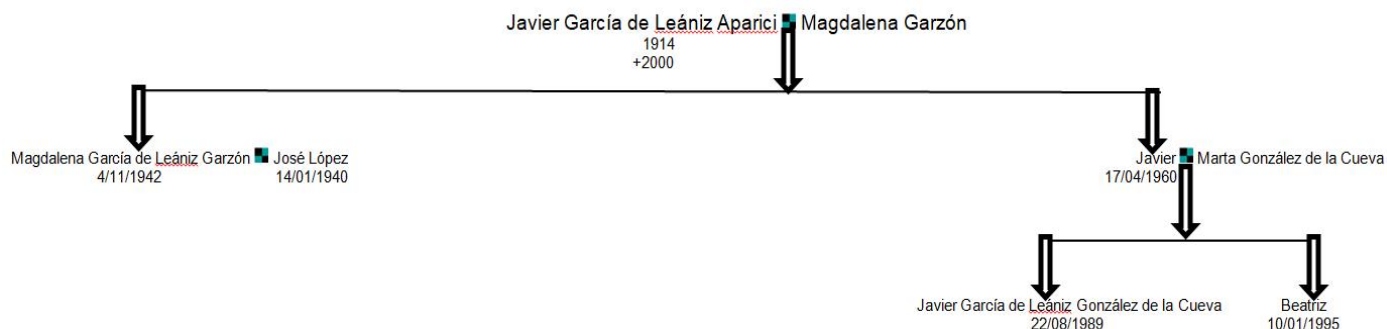 Javier García de Leániz Aparici Magdalena Garzón
1914
+2000
Magdalena García de Leániz Garzón José López
4/11/1942 14/01/1940
Javier Marta González de la Cueva
17/04/1960
Javier García de Leániz González de la Cueva Beatriz
22/08/1989 10/01/1995